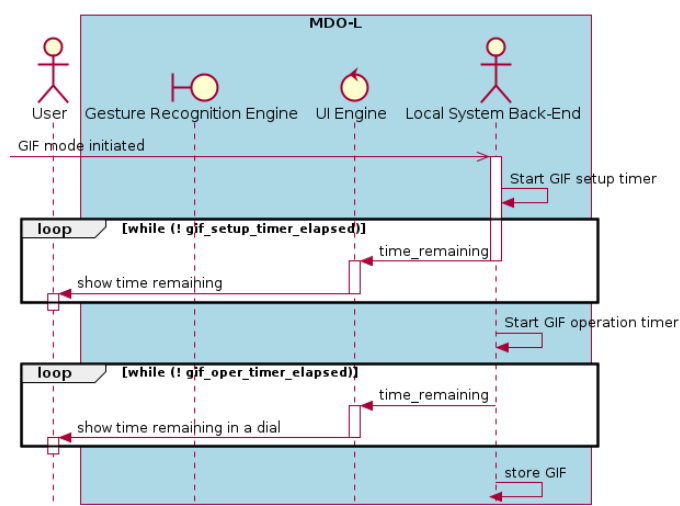 MDO-L
User
Gesture Recognition Engine
UI Engine
Local System Back-End
GIF mode initiated
Start GIF setup timer
loop [while (! gif_setup_timer_elapsed)]
time_remaining
show time remaining
Start GIF operation timer
loop [while (! gif_oper_timer_elapsed)]
time_remaining
show time remaining in a dial
store GIF